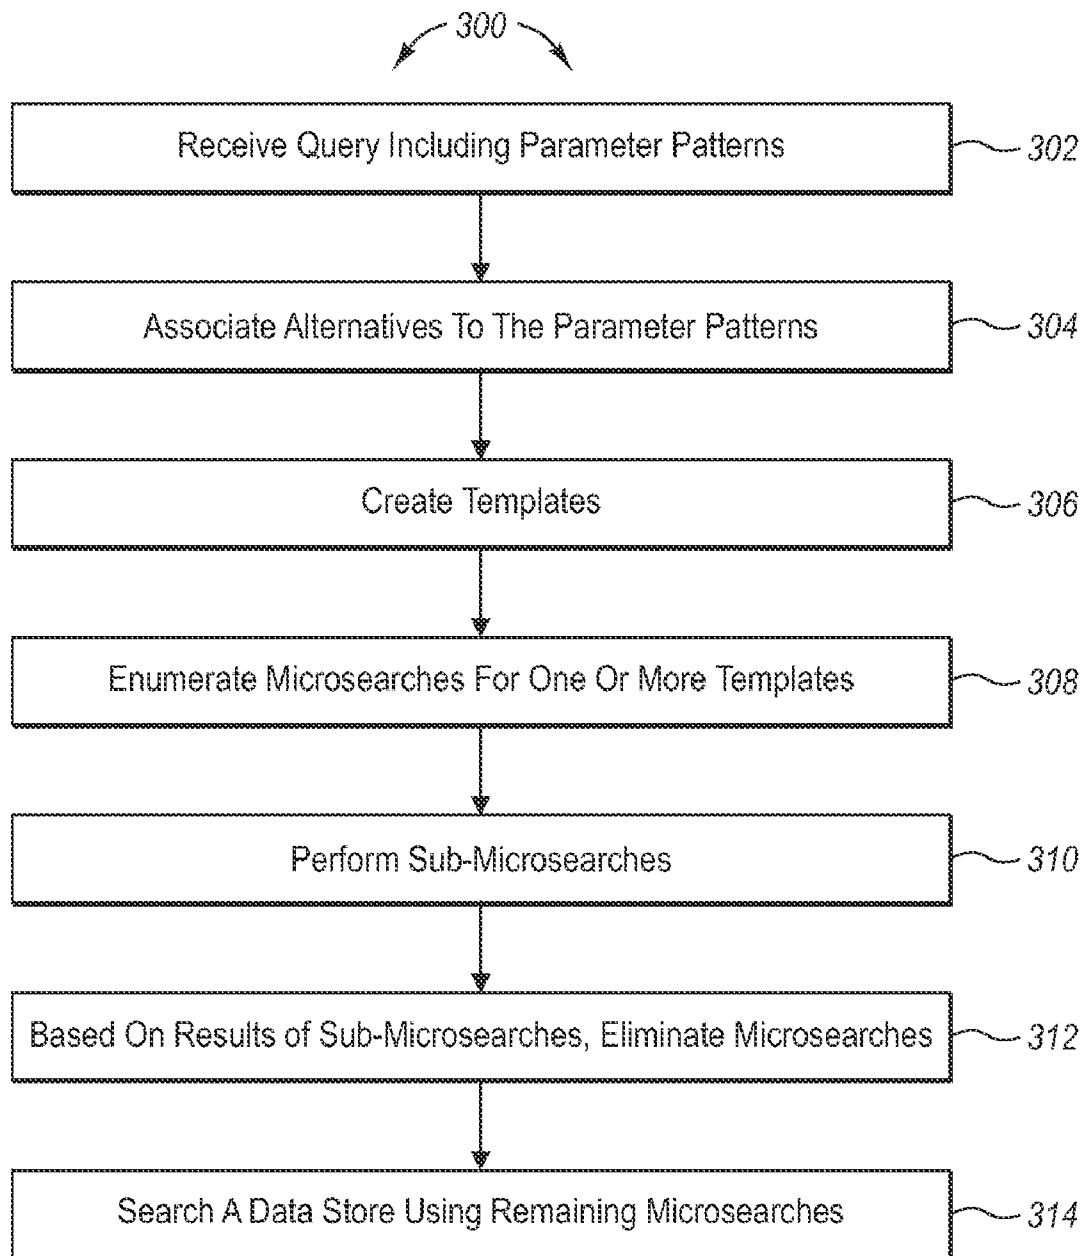 300
Receive Query Including Parameter Patterns
302
Associate Alternatives To The Parameter Patterns
304
Create Templates
306
Enumerate Microsearches For One Or More Templates
308
Perform Sub-Microsearches
310
Based On Results of Sub-Microsearches, Eliminate Microsearches
312
Search A Data Store Using Remaining Microsearches
314